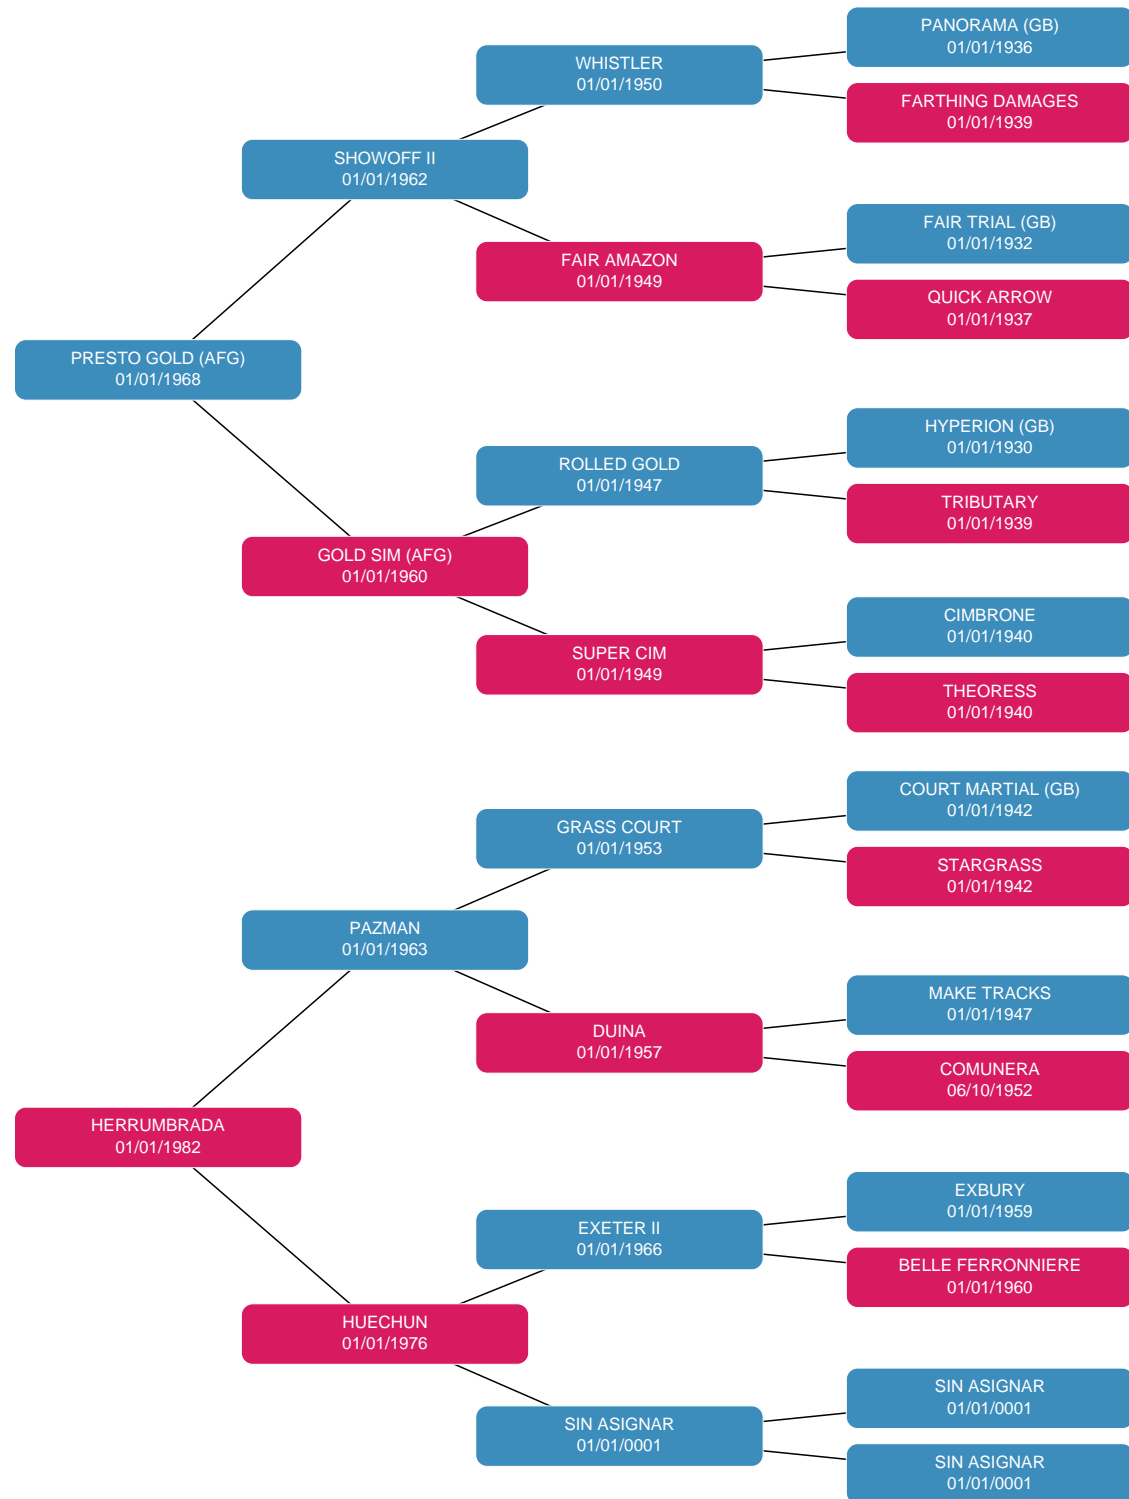 PANORAMA (GB)
01/01/1936
WHISTLER
01/01/1950
FARTHING DAMAGES
01/01/1939
SHOWOFF II
01/01/1962
FAIR TRIAL (GB)
01/01/1932
FAIR AMAZON
01/01/1949
QUICK ARROW
01/01/1937
PRESTO GOLD (AFG)
01/01/1968
HYPERION (GB)
01/01/1930
ROLLED GOLD
01/01/1947
TRIBUTARY
01/01/1939
GOLD SIM (AFG)
01/01/1960
CIMBRONE
01/01/1940
SUPER CIM
01/01/1949
THEORESS
01/01/1940
COURT MARTIAL (GB)
01/01/1942
GRASS COURT
01/01/1953
STARGRASS
01/01/1942
PAZMAN
01/01/1963
MAKE TRACKS
01/01/1947
DUINA
01/01/1957
COMUNERA
06/10/1952
HERRUMBRADA
01/01/1982
EXBURY
01/01/1959
EXETER II
01/01/1966
BELLE FERRONNIERE
01/01/1960
HUECHUN
01/01/1976
SIN ASIGNAR
01/01/0001
SIN ASIGNAR
01/01/0001
SIN ASIGNAR
01/01/0001